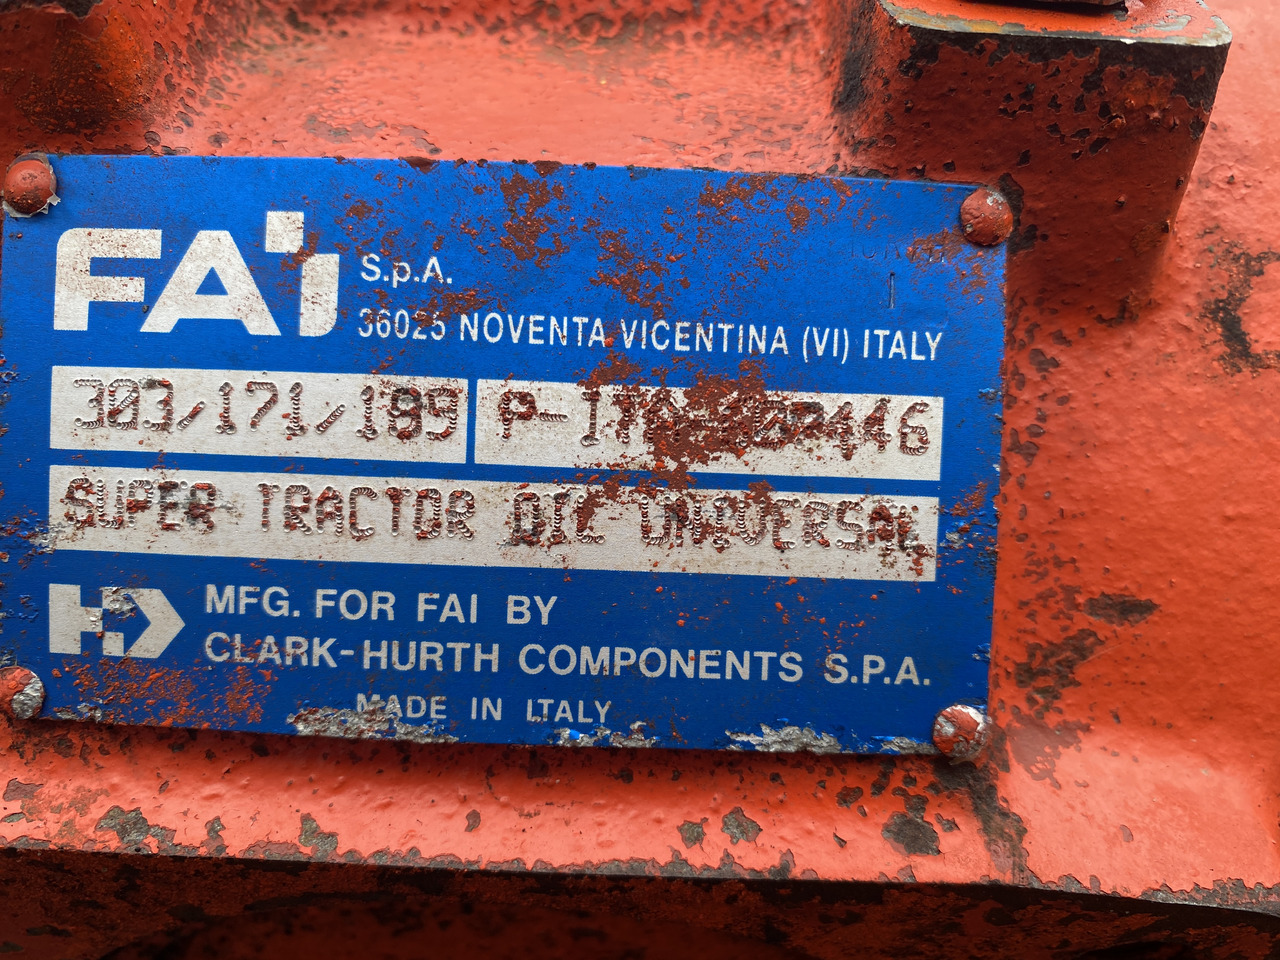 FAI S.p.A.
36025 NOVENTA VICENTINA (VI) ITALY
303/171/189
SUPER TRACTOR OIL UNIVERSAL
MFG. FOR FAI BY
CLARK-HURTH COMPONENTS S.P.A.
MADE IN ITALY